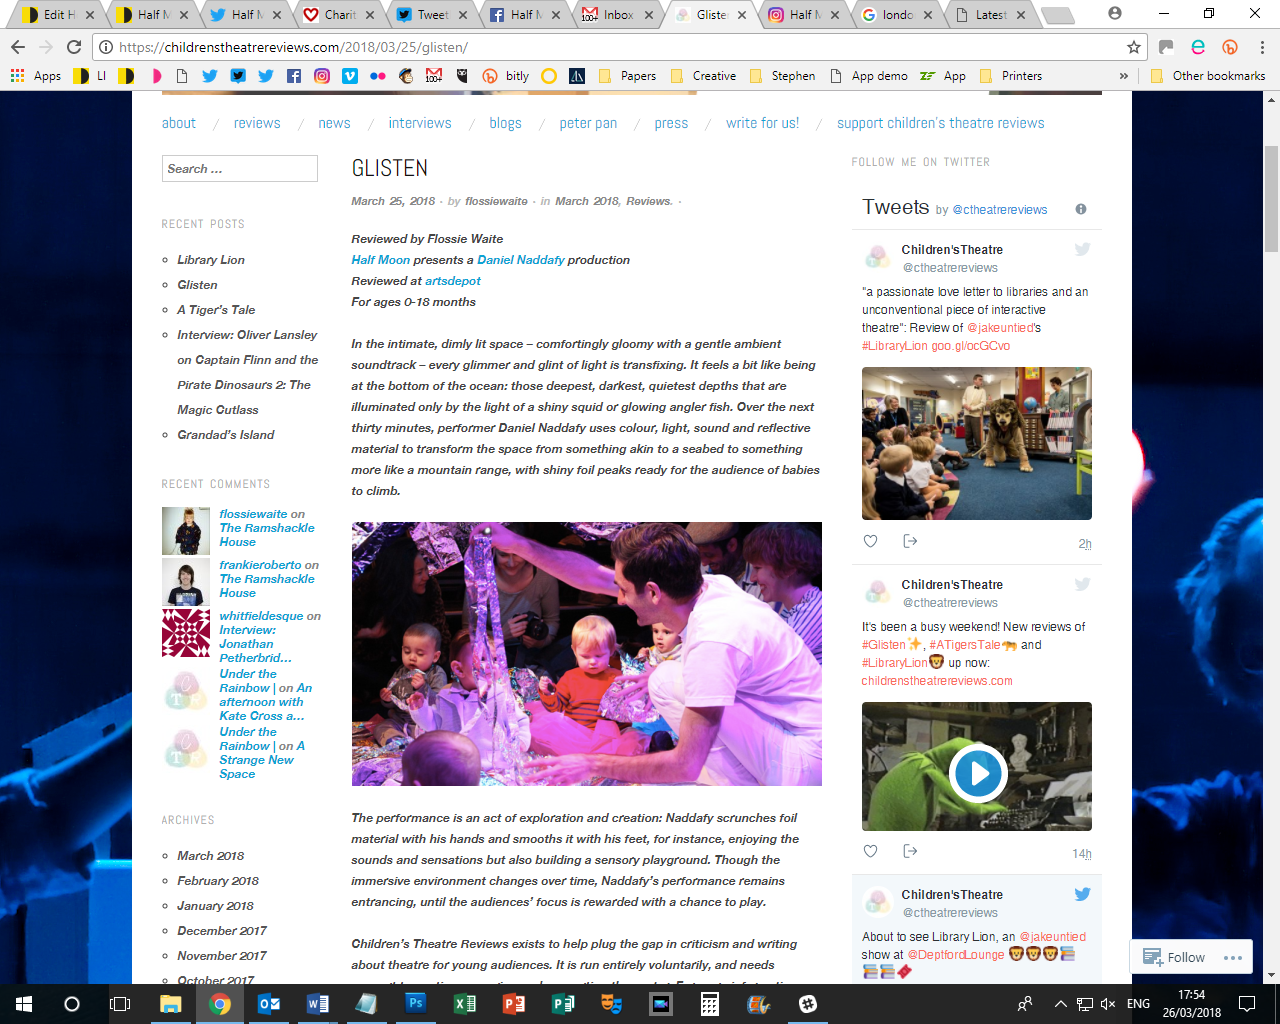 Edit H
Half M
Half M
Charit
Tweet
Half M
100+
Inbox
Gliste
Half M
londo
Latest
https://childrenstheatrereviews.com/2018/03/25/glisten/
Apps
LI
100+
bitly
Papers
Creative
Stephen
App demo
App
Printers
»
Other bookmarks
about / reviews / news / interviews / blogs / peter pan / press / write for us! / support children's theatre reviews
Search ...
RECENT POSTS
Library Lion
Glisten
A Tiger's Tale
Interview: Oliver Lansley
on Captain Flinn and the
Pirate Dinosaurs 2: The
Magic Cutlass
Grandad's Island
RECENT COMMENTS
flossiewaite on
The Ramshackle
House
frankieroberto on
The Ramshackle
House
whitfieldesque on
Interview:
Jonathan
Petherbrid...
Under the
Rainbow | on An
afternoon with
Kate Cross a...
Under the
Rainbow | on A
Strange New
Space
ARCHIVES
March 2018
February 2018
January 2018
December 2017
November 2017
October 2017
GLISTEN
March 25, 2018 · by flossiewaite · in March 2018, Reviews. ·
Reviewed by Flossie Waite
Half Moon presents a Daniel Naddafy production
Reviewed at artsdepot
For ages 0-18 months
In the intimate, dimly lit space – comfortingly gloomy with a gentle ambient
soundtrack – every glimmer and glint of light is transfixing. It feels a bit like being
at the bottom of the ocean: those deepest, darkest, quietest depths that are
illuminated only by the light of a shiny squid or glowing angler fish. Over the next
thirty minutes, performer Daniel Naddafy uses colour, light, sound and reflective
material to transform the space from something akin to a seabed to something
more like a mountain range, with shiny foil peaks ready for the audience of babies
to climb.
The performance is an act of exploration and creation: Naddafy scrunches foil
material with his hands and smooths it with his feet, for instance, enjoying the
sounds and sensations but also building a sensory playground. Though the
immersive environment changes over time, Naddafy's performance remains
entrancing, until the audiences' focus is rewarded with a chance to play.
Children's Theatre Reviews exists to help plug the gap in criticism and writing
about theatre for young audiences. It is run entirely voluntarily, and needs
FOLLOW ME ON TWITTER
Tweets by @ctheatrereviews
Children'sTheatre
@ctheatrereviews
"a passionate love letter to libraries and an
unconventional piece of interactive
theatre": Review of @jakeuntied's
#LibraryLion goo.gl/ocGCvo
2h
Children'sTheatre
@ctheatrereviews
It's been a busy weekend! New reviews of
#Glisten✨, #ATigersTale🐅 and
#LibraryLion🦁 up now:
childrenstheatrereviews.com
14h
Children'sTheatre
@ctheatrereviews
About to see Library Lion, an @jakeuntied
show at @DeptfordLounge 🦁🦁🦁📚
📚📚🎟
Follow
ENG
17:54
26/03/2018